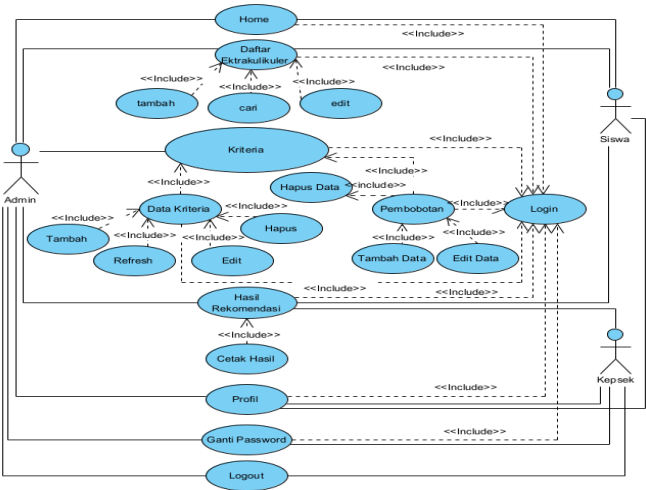 Home
<<Include>>
Daftar
Ektrakulikuler
<<Include>>
<<Include>>
<<Include>>
<<Include>>
tambah
cari
edit
Siswa
Kriteria
<<Include>>
<<Include>>
Admin
<<Include>>
Hapus Data
<<include>>
Data Kriteria
<<Include>>
Pembobotan
<<Include>>
Login
<<Include>>
Tambah
<<Include>>
<<Include>>
Hapus
<<Include>>
<<Include>>
Refresh
Edit
Tambah Data
Edit Data
Hasil
Rekomendasi
<<Include>>
<<Include>>
<<Include>>
Cetak Hasil
Kepsek
Profil
<<Include>>
Ganti Password
<<Include>>
Logout